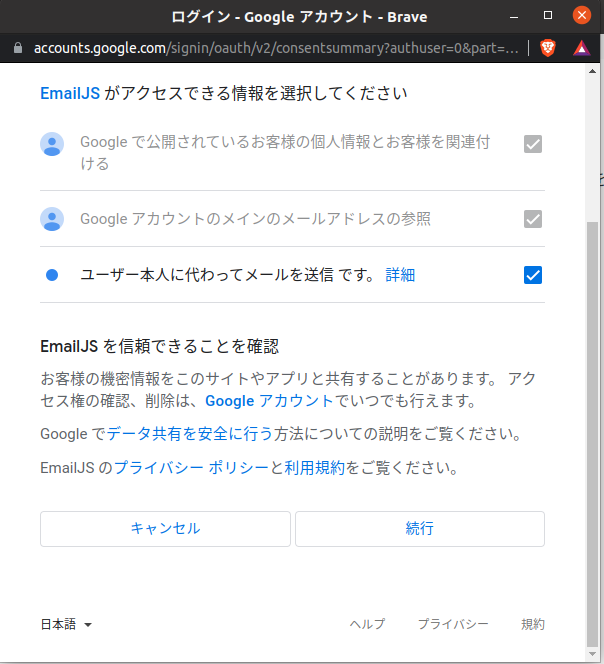 ログイン - Google アカウント - Brave
accounts.google.com/signin/oauth/v2/consentsummary?authuser=0&part=...
EmailJS がアクセスできる情報を選択してください
Google で公開されているお客様の個人情報とお客様を関連付
ける
Google アカウントのメインのメールアドレスの参照
ユーザー本人に代わってメールを送信 です。 詳細
EmailJS を信頼できることを確認
お客様の機密情報をこのサイトやアプリと共有することがあります。 アク
セス権の確認、削除は、Google アカウントでいつでも行えます。
Google でデータ共有を安全に行う方法についての説明をご覧ください。
EmailJS のプライバシー ポリシーと利用規約をご覧ください。
キャンセル 続行
日本語 ヘルプ プライバシー 規約